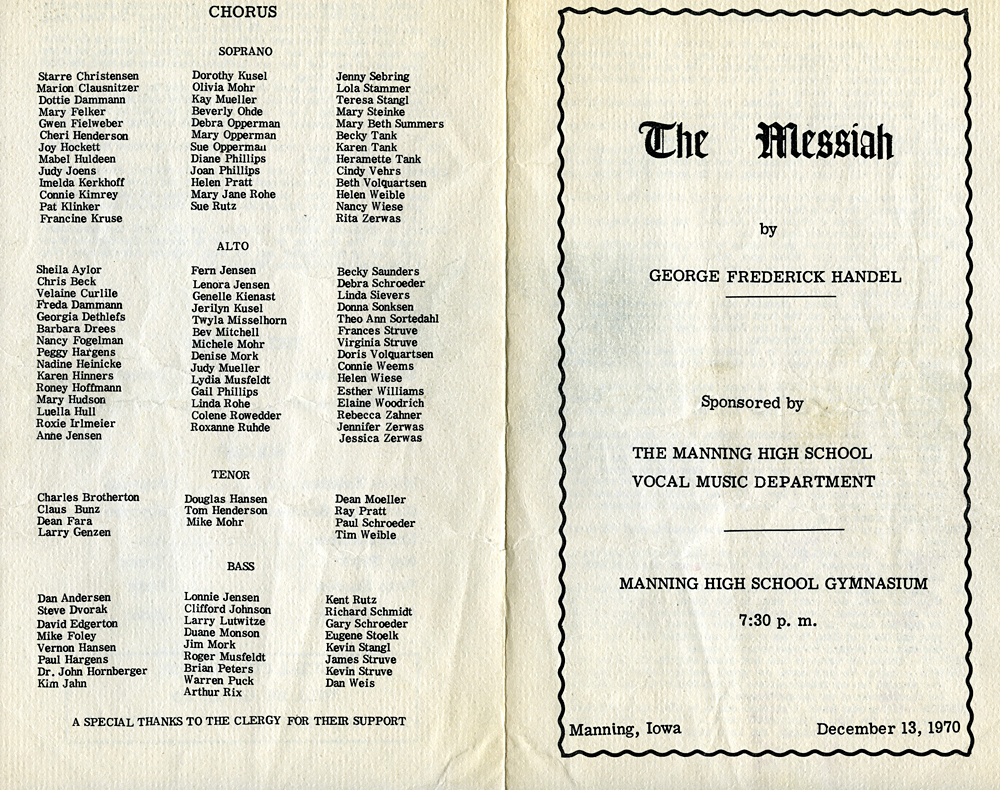 CHORUS
SOPRANO
Starre Christensen
Marion Clausnitzer
Dottie Dammann
Mary Felker
Gwen Fielweber
Cheri Henderson
Joy Hockett
Mabel Huldeen
Judy Joens
Imelda Kerkhoff
Connie Kimrey
Pat Klinker
Francine Kruse
Dorothy Kusel
Olivia Mohr
Kay Mueller
Beverly Ohde
Debra Opperman
Mary Opperman
Sue Opperman
Diane Phillips
Joan Phillips
Helen Pratt
Mary Jane Rohe
Sue Rutz
Jenny Sebring
Lola Stammer
Teresa Stangl
Mary Steinke
Mary Beth Summers
Becky Tank
Karen Tank
Heramette Tank
Cindy Vehrs
Beth Volquartsen
Helen Weible
Nancy Wiese
Rita Zerwas
ALTO
Sheila Aylor
Chris Beck
Velaine Curlile
Freda Dammann
Georgia Dethlefs
Barbara Drees
Nancy Fogelman
Peggy Hargens
Nadine Heinicke
Karen Hinners
Roney Hoffmann
Mary Hudson
Luella Hull
Roxie Irlmeier
Anne Jensen
Fern Jensen
Lenora Jensen
Genelle Kienast
Jerilyn Kusel
Twyla Misselhorn
Bev Mitchell
Michele Mohr
Denise Mork
Judy Mueller
Lydia Musfeldt
Gail Phillips
Linda Rohe
Colene Rowedder
Roxanne Ruhde
Becky Saunders
Debra Schroeder
Linda Sievers
Donna Sonksen
Theo Ann Sortedahl
Frances Struve
Virginia Struve
Doris Volquartsen
Connie Weems
Helen Wiese
Esther Williams
Elaine Woodrich
Rebecca Zahner
Jennifer Zerwas
Jessica Zerwas
TENOR
Charles Brotherton
Claus Bunz
Dean Fara
Larry Genzen
Douglas Hansen
Tom Henderson
Mike Mohr
Dean Moeller
Ray Pratt
Paul Schroeder
Tim Weible
BASS
Dan Andersen
Steve Dvorak
David Edgerton
Mike Foley
Vernon Hansen
Paul Hargens
Dr. John Hornberger
Kim Jahn
Lonnie Jensen
Clifford Johnson
Larry Lutwitze
Duane Monson
Jim Mork
Roger Musfeldt
Brian Peters
Warren Puck
Arthur Rix
Kent Rutz
Richard Schmidt
Gary Schroeder
Eugene Stoelk
Kevin Stangl
James Struve
Kevin Struve
Dan Weis
A SPECIAL THANKS TO THE CLERGY FOR THEIR SUPPORT
The Messiah
by
GEORGE FREDERICK HANDEL
Sponsored by
THE MANNING HIGH SCHOOL
VOCAL MUSIC DEPARTMENT
MANNING HIGH SCHOOL GYMNASIUM
7:30 p. m.
Manning, Iowa
December 13, 1970